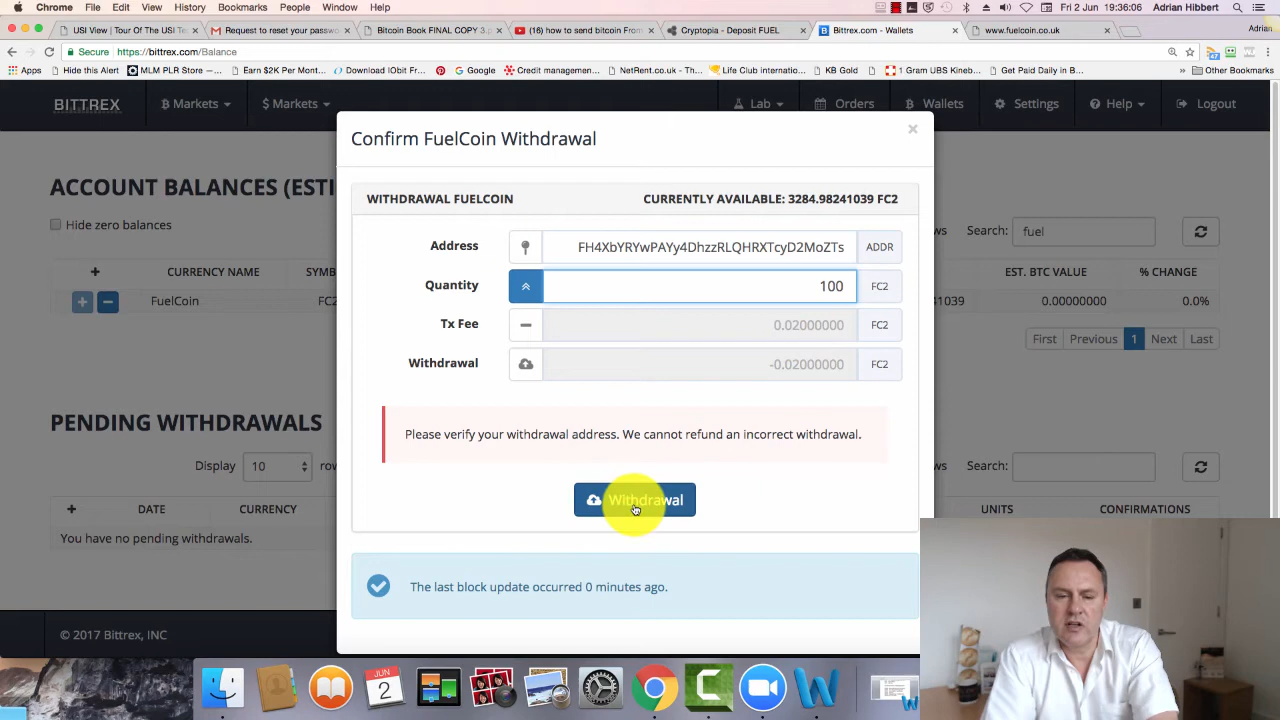 Chrome File Edit View History Bookmarks People Window Help Fri 2 Jun 19:36:06 Adrian Hibbert
USI View | Tour Of The USI Te Request to reset your passw Bitcoin Book FINAL COPY 3.p (16) how to send bitcoin From Cryptopia - Deposit FUEL Bittrex.com - Wallets www.fuelcoin.co.uk Adrian
Secure https://bittrex.com/Balance
Apps Hide this Alert MLM PLR Store - ... Earn $2K Per Mont... Download IObit Fr... Google Credit managemen... NetRent.co.uk - Th... Life Club internatio... KB Gold 1 Gram UBS Kineb... Get Paid Daily in B... » Other Bookmarks
BITTREX Markets $ Markets Lab Orders Wallets Settings Help Logout
Confirm FuelCoin Withdrawal ×
ACCOUNT BALANCES (ESTI
WITHDRAWAL FUELCOIN CURRENTLY AVAILABLE: 3284.98241039 FC2
Hide zero balances ws Search: fuel
Address FH4XbYRYwPAYy4DhzzRLQHRXTcyD2MoZTs ADDR
+ CURRENCY NAME SYMB EST. BTC VALUE % CHANGE
Quantity 100 FC2
FuelCoin FC2 41039 0.00000000 0.0%
Tx Fee 0.02000000 FC2
First Previous 1 Next Last
Withdrawal -0.02000000 FC2
PENDING WITHDRAWALS
Please verify your withdrawal address. We cannot refund an incorrect withdrawal.
Display 10 rov ws Search:
Withdrawal
+ DATE CURRENCY UNITS CONFIRMATIONS
You have no pending withdrawals.
The last block update occurred 0 minutes ago.
© 2017 Bittrex, INC
JUN
2